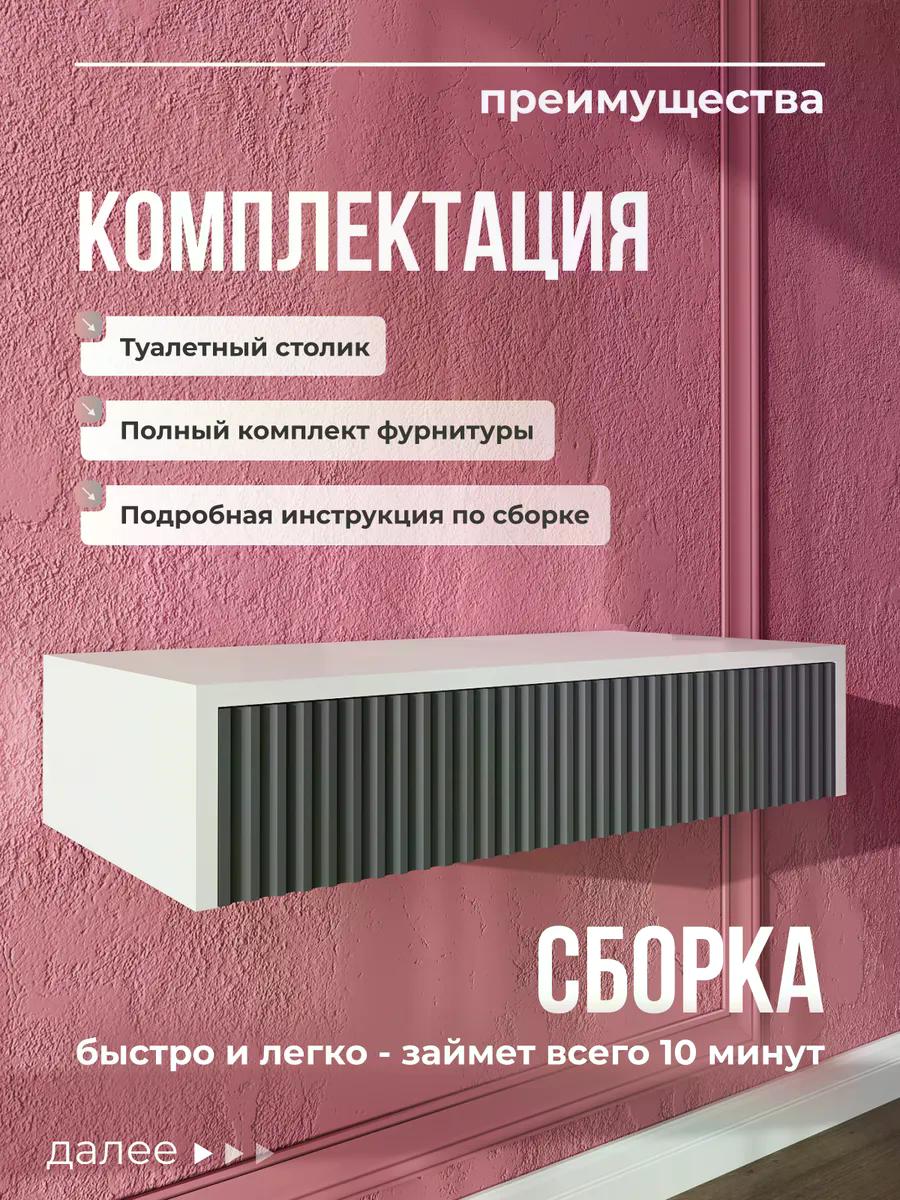 преимущества
КОМПЛЕКТАЦИЯ
Туалетный столик
Полный комплект фурнитуры
Подробная инструкция по сборке
СБОРКА
быстро и легко - займет всего 10 минут
далее